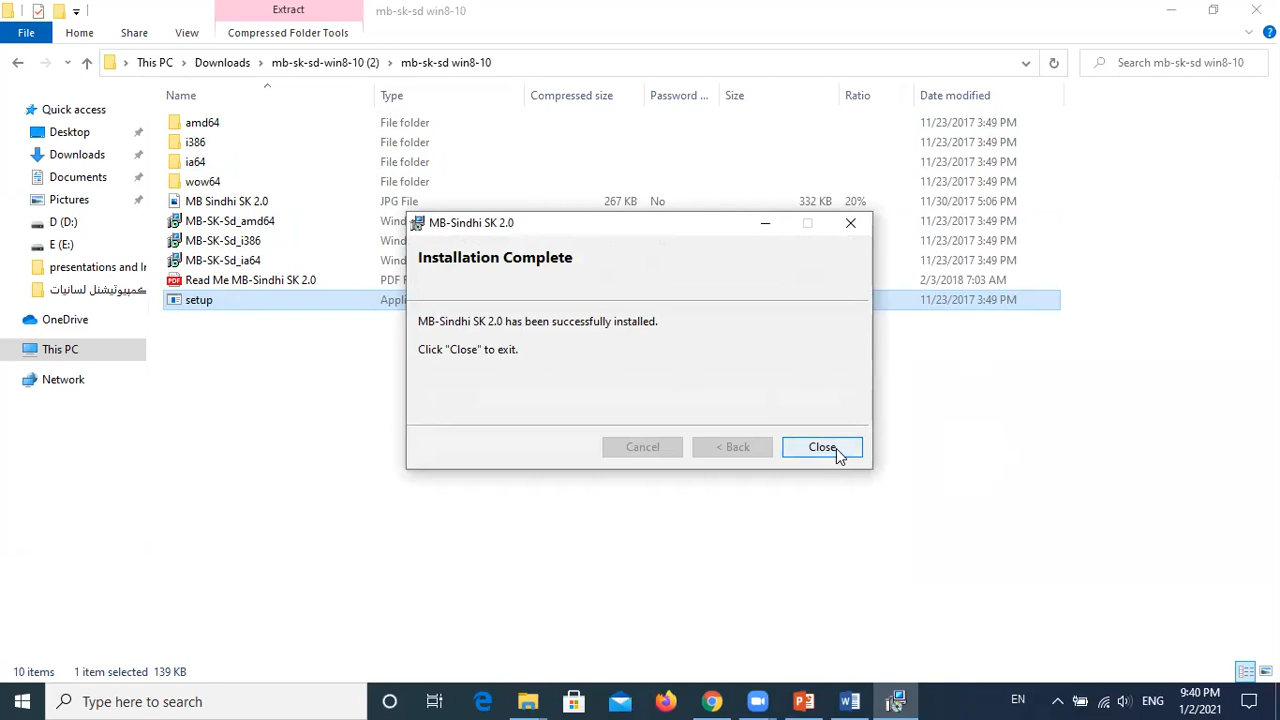 Extract
mb-sk-sd win8-10
File
Home
Share
View
Compressed Folder Tools
This PC
Downloads
mb-sk-sd-win8-10 (2)
mb-sk-sd win8-10
Search mb-sk-sd win8-10
Name
Type
Compressed size
Password ...
Size
Ratio
Date modified
Quick access
Desktop
Downloads
Documents
Pictures
D (D:)
E (E:)
presentations and
ڪمپيوٽيشنل لسانيات
OneDrive
This PC
Network
amd64 File folder 11/23/2017 3:49 PM
i386 File folder 11/23/2017 3:49 PM
ia64 File folder 11/23/2017 3:49 PM
wow64 File folder 11/23/2017 3:49 PM
MB Sindhi SK 2.0 JPG File 267 KB No 332 KB 20% 11/30/2017 5:06 PM
MB-SK-Sd_amd64 11/23/2017 3:49 PM
MB-SK-Sd_i386 11/23/2017 3:49 PM
MB-SK-Sd_ia64 11/23/2017 3:49 PM
Read Me MB-Sindhi SK 2.0 2/3/2018 7:03 AM
setup 11/23/2017 3:49 PM
MB-Sindhi SK 2.0
Installation Complete
MB-Sindhi SK 2.0 has been successfully installed.
Click "Close" to exit.
Cancel
< Back
Close
10 items
1 item selected 139 KB
Type here to search
EN
ENG
9:40 PM
1/2/2021